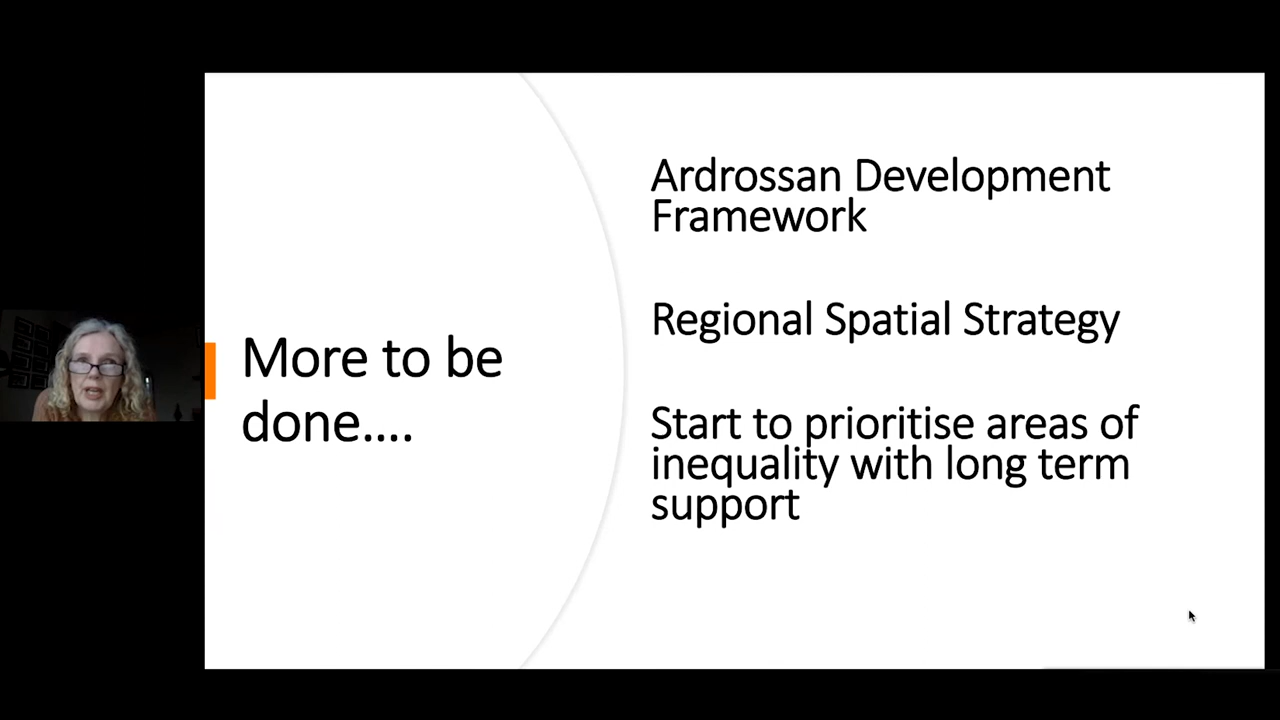 More to be
done....
Ardrossan Development
Framework
Regional Spatial Strategy
Start to prioritise areas of
inequality with long term
support